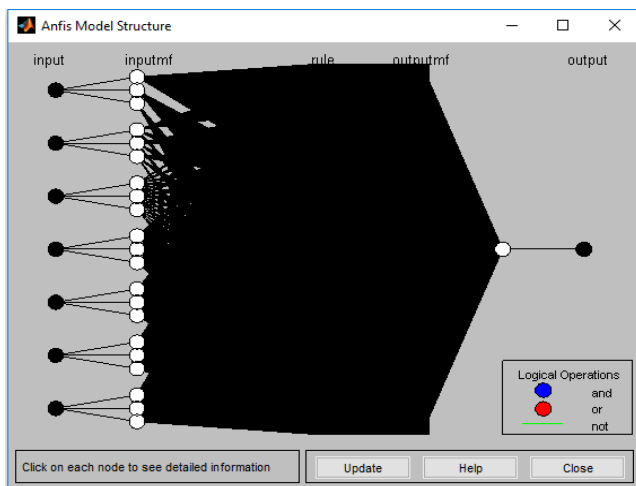 Anfis Model Structure
input inputmf rule outputmf output
Logical Operations
and
or
not
Click on each node to see detailed information
Update Help Close